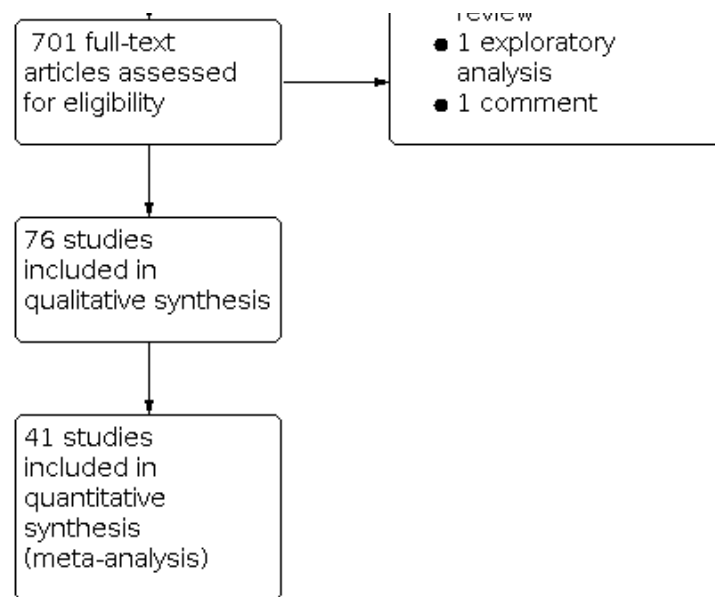 701 full-text
articles assessed
for eligibility
review
● 1 exploratory
analysis
● 1 comment
76 studies
included in
qualitative synthesis
41 studies
included in
quantitative
synthesis
(meta-analysis)